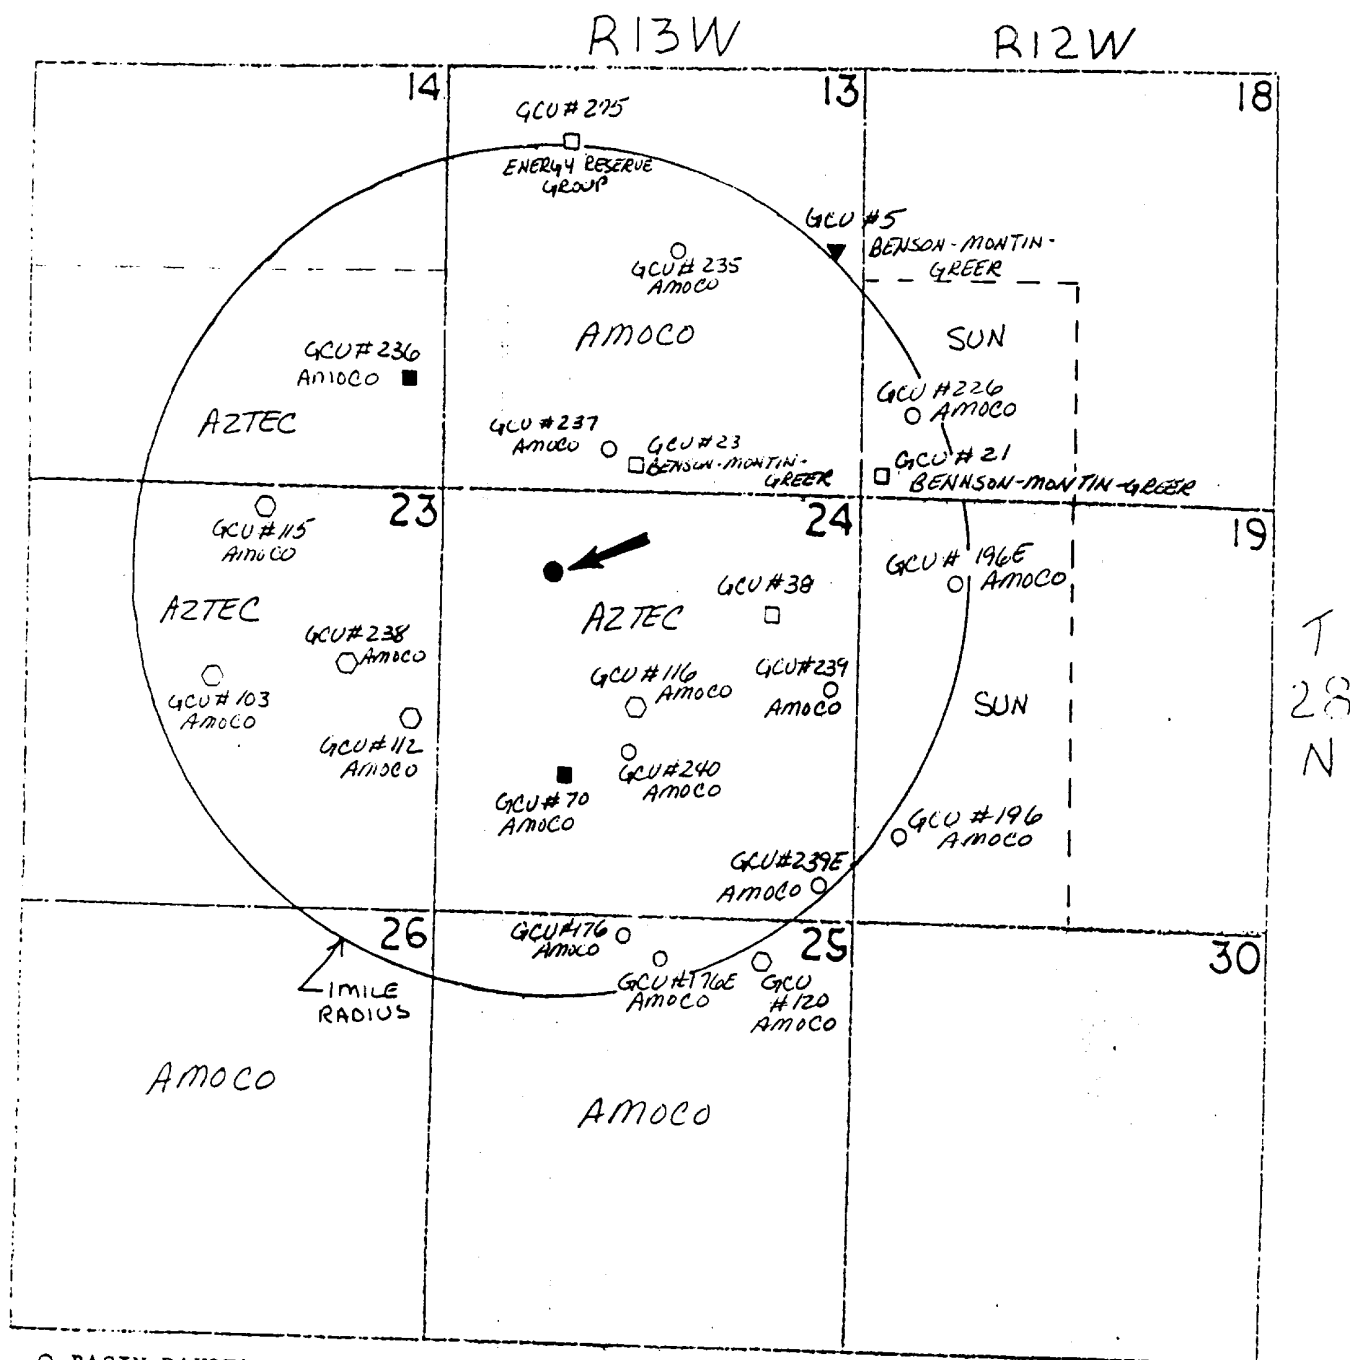 R13W
R12W
14
13
18
GCU# 275
ENERGY RESERVE
GROUP
GCU #5
BENSON-MONTIN-
GREER
GCU# 235
AMOCO
AMOCO
SUN
GCU# 236
AMOCO
AZTEC
GCU #226
AMOCO
GCU #237
AMOCO
GCU #23
BENSON-MONTIN-
GREER
GCU #21
BENNSON-MONTIN-GREER
23
24
19
GCU #115
AMOCO
GCU # 196E
AMOCO
AZTEC
AZTEC
GCU #38
GCU# 238
AMOCO
GCU #116
AMOCO
GCU#239
AMOCO
GCU# 103
AMOCO
SUN
T
28
N
GCU#112
AMOCO
GCU#240
AMOCO
GCU #70
AMOCO
GCU #196
AMOCO
GCU#239E
AMOCO
26
25
30
GCU#176
AMOCO
GCU #176E
AMOCO
GCU
#120
AMOCO
1 MILE
RADIUS
AMOCO
AMOCO